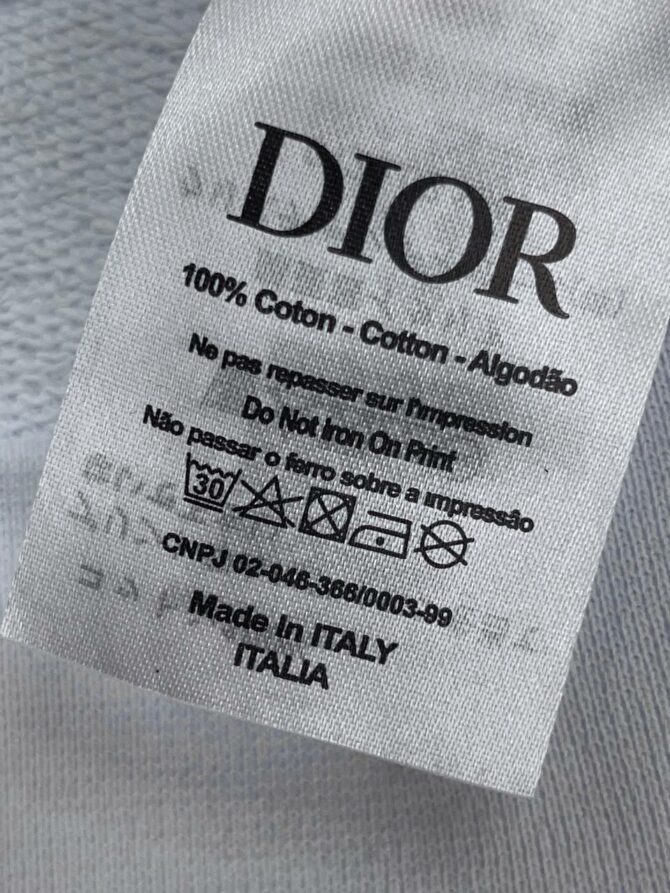 DIOR
100% Coton - Cotton - Algodão
Ne pas repasser sur l'impression
Do Not Iron On Print
Não passar o ferro sobre a impressão
30
CNPJ 02-046-366/0003-99
Made In ITALY
ITALIA